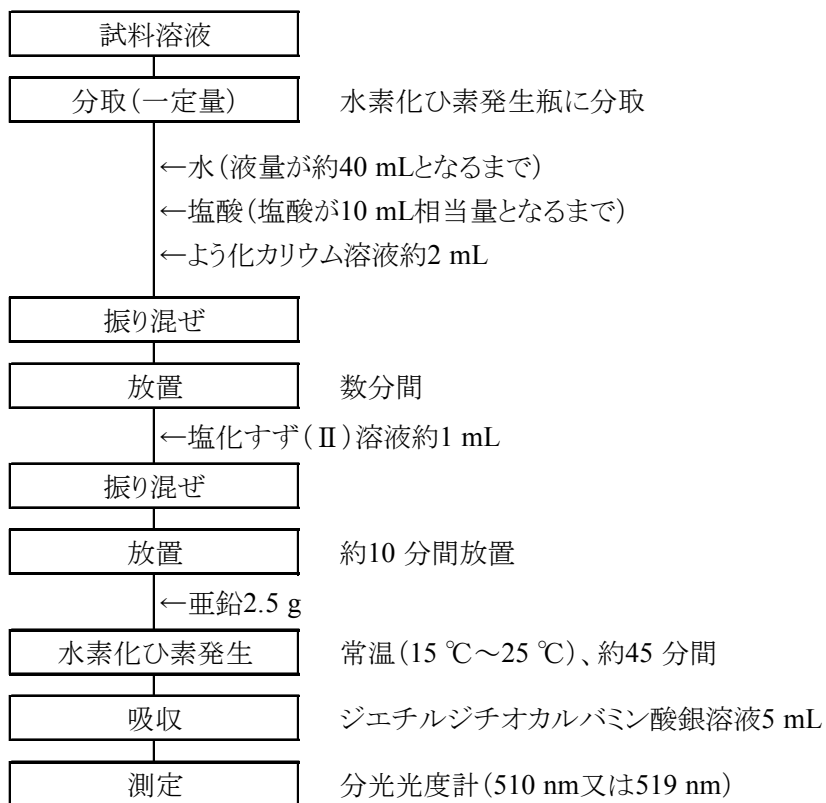 試料溶液
分取(一定量) 水素化ひ素発生瓶に分取
←水(液量が約40 mLとなるまで)
←塩酸(塩酸が10 mL相当量となるまで)
←よう化カリウム溶液約2 mL
振り混ぜ
放置 数分間
←塩化すず(Ⅱ)溶液約1 mL
振り混ぜ
放置 約10 分間放置
←亜鉛2.5 g
水素化ひ素発生 常温(15 ℃～25 ℃)、約45 分間
吸収 ジエチルジチオカルバミン酸銀溶液5 mL
測定 分光光度計(510 nm又は519 nm)